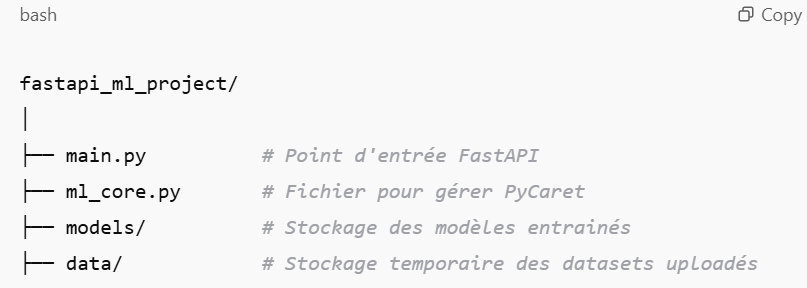 bash Copy
fastapi_ml_project/
│
├── main.py # Point d'entrée FastAPI
├── ml_core.py # Fichier pour gérer PyCaret
├── models/ # Stockage des modèles entrainés
├── data/ # Stockage temporaire des datasets uploadés